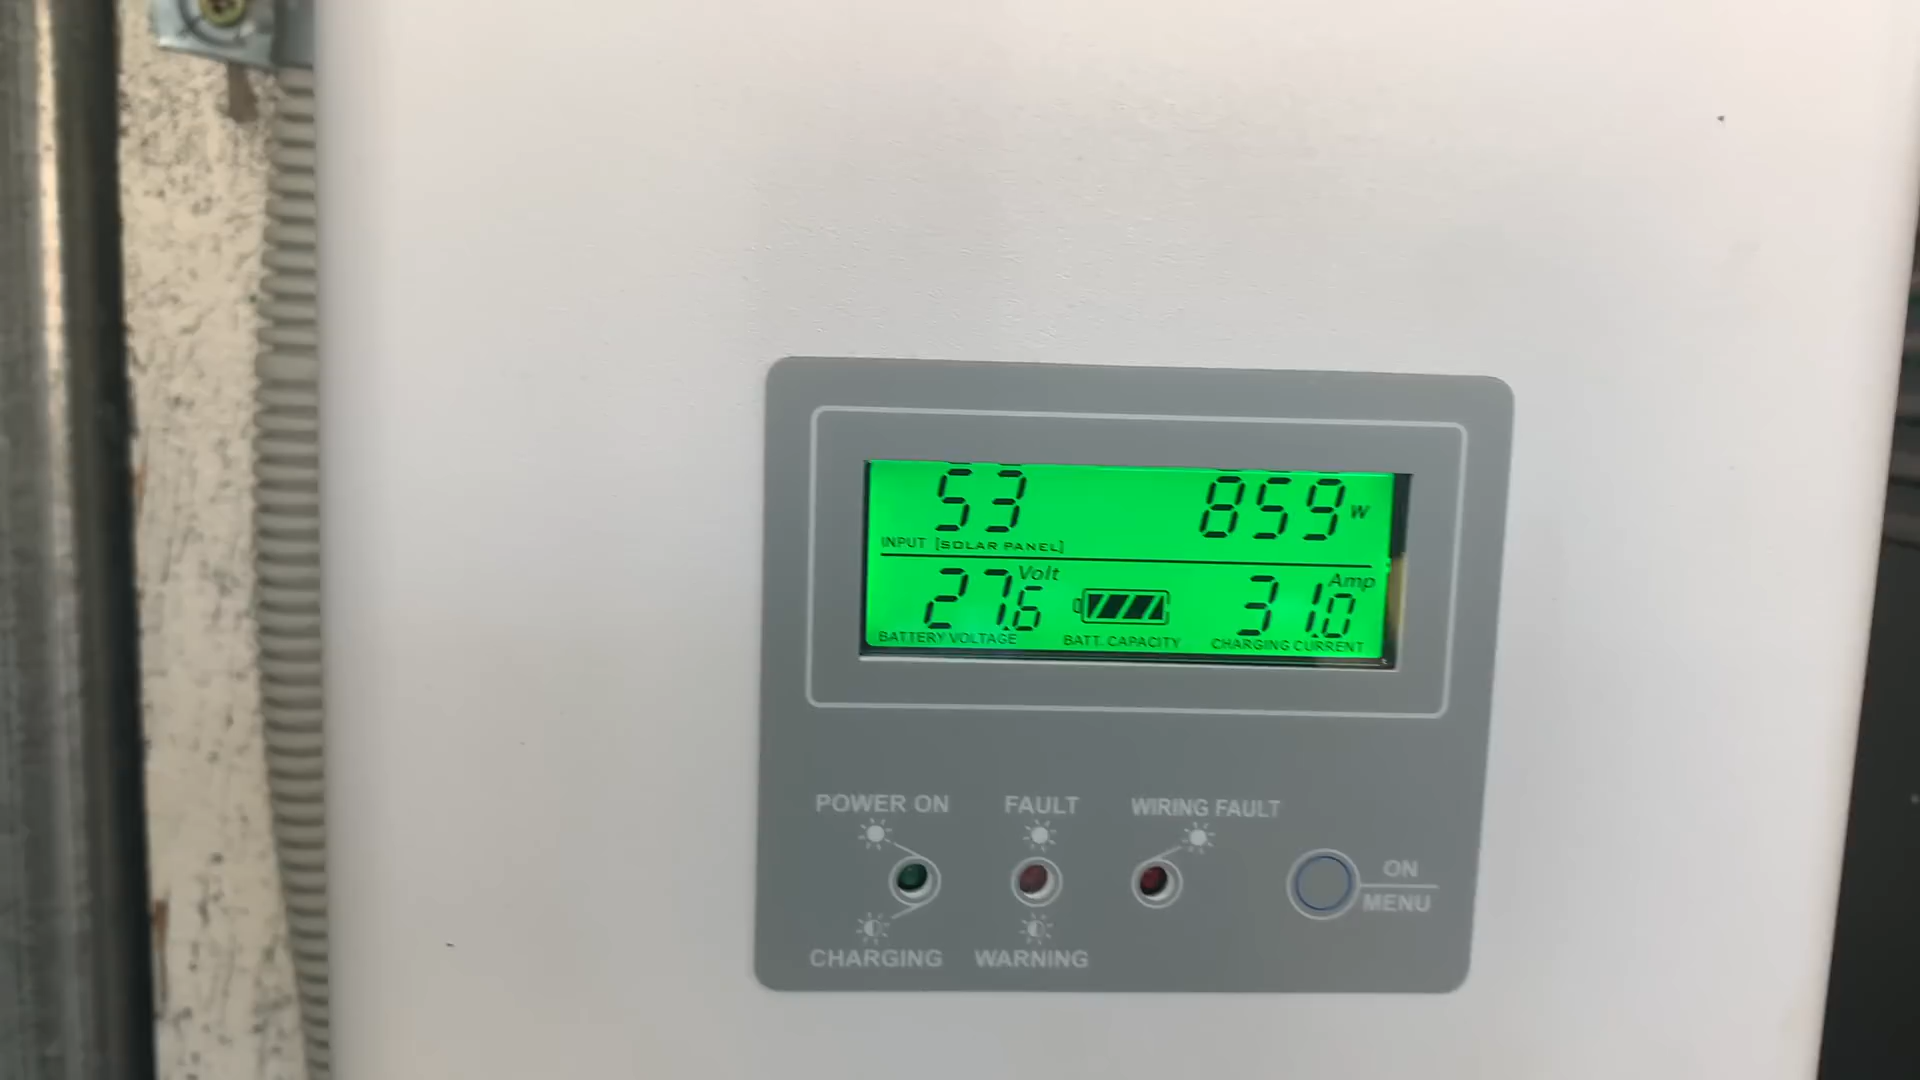 53 859 W
INPUT [SOLAR PANEL]
27.6 Volt 31.0 Amp
BATTERY VOLTAGE BATT. CAPACITY CHARGING CURRENT
POWER ON FAULT WIRING FAULT
ON
MENU
CHARGING WARNING